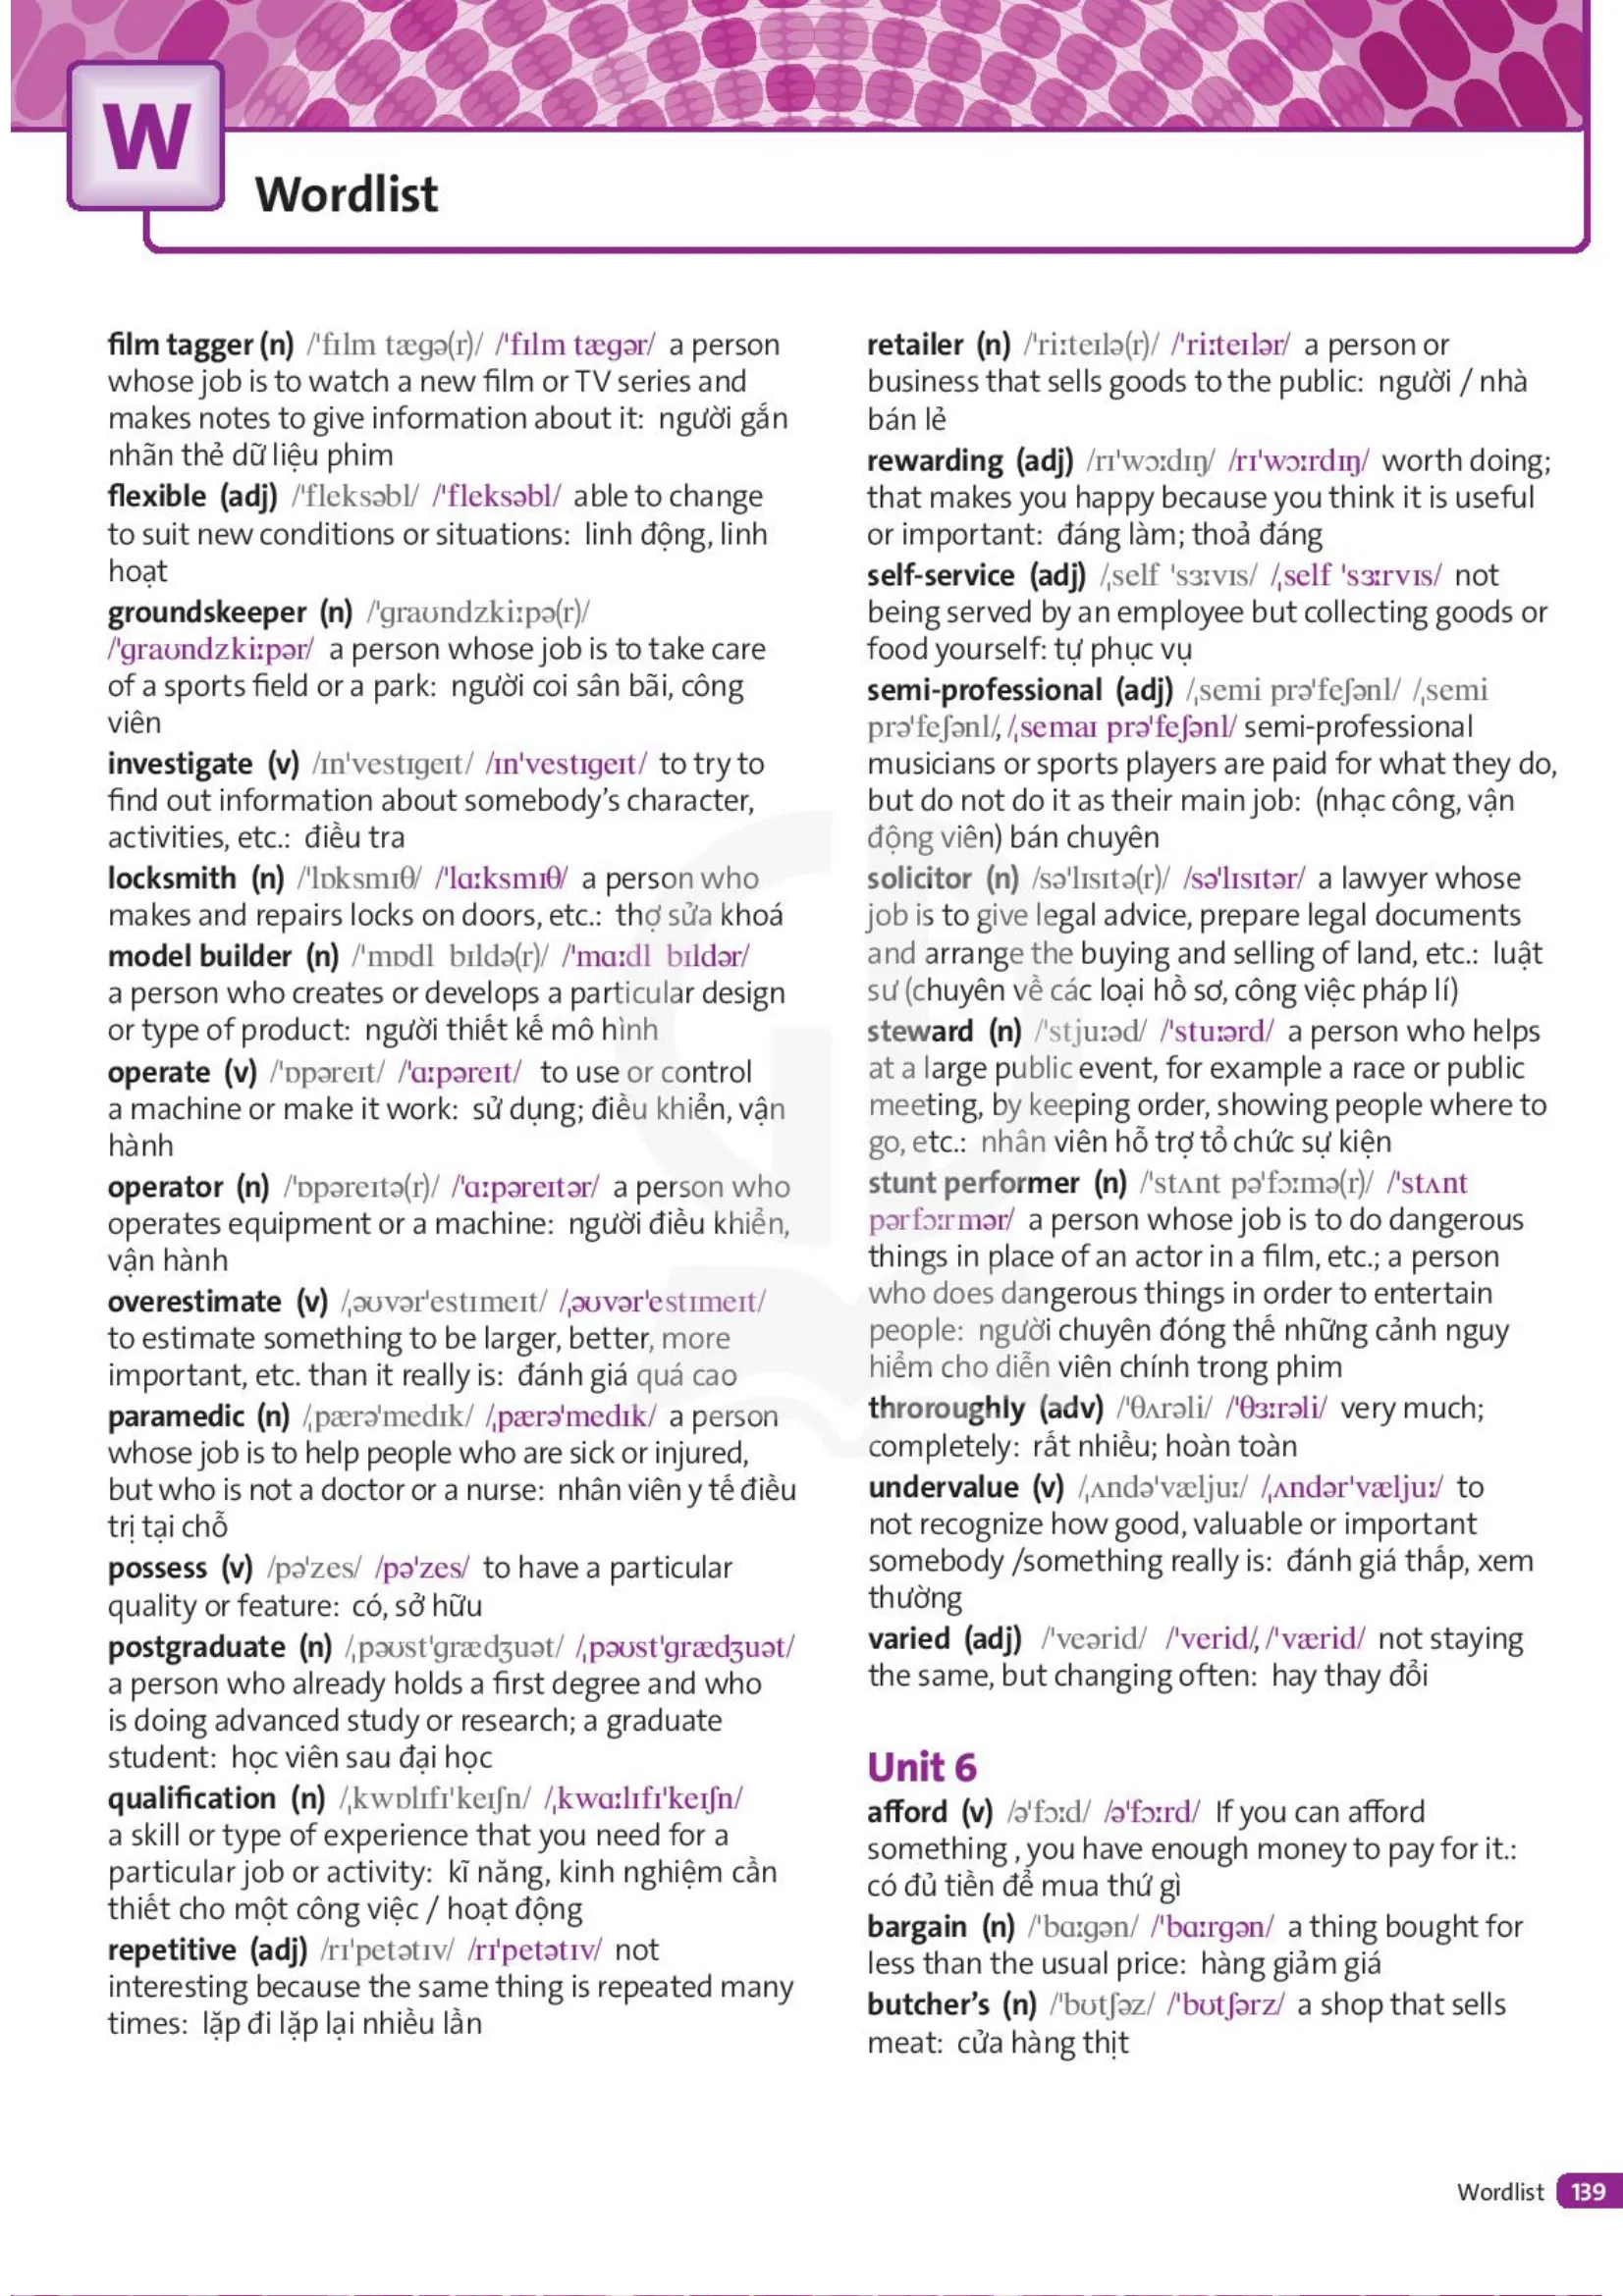 W
Wordlist
film tagger (n) /ˈfɪlm tæɡə(r)/ /ˈfɪlm tæɡər/ a person
whose job is to watch a new film or TV series and
makes notes to give information about it: người gắn
nhãn thẻ dữ liệu phim
flexible (adj) /ˈfleksəbl/ /ˈfleksəbl/ able to change
to suit new conditions or situations: linh động, linh
hoạt
groundskeeper (n) /ˈɡraʊndzkiːpə(r)/
/ˈɡraʊndzkiːpər/ a person whose job is to take care
of a sports field or a park: người coi sân bãi, công
viên
investigate (v) /ɪnˈvestɪɡeɪt/ /ɪnˈvestɪɡeɪt/ to try to
find out information about somebody’s character,
activities, etc.: điều tra
locksmith (n) /ˈlɒksmɪθ/ /ˈlɑːksmɪθ/ a person who
makes and repairs locks on doors, etc.: thợ sửa khoá
model builder (n) /ˈmɒdl bɪldə(r)/ /ˈmɑːdl bɪldər/
a person who creates or develops a particular design
or type of product: người thiết kế mô hình
operate (v) /ˈɒpəreɪt/ /ˈɑːpəreɪt/ to use or control
a machine or make it work: sử dụng; điều khiển, vận
hành
operator (n) /ˈɒpəreɪtə(r)/ /ˈɑːpəreɪtər/ a person who
operates equipment or a machine: người điều khiển,
vận hành
overestimate (v) /ˌəʊvərˈestɪmeɪt/ /ˌəʊvərˈestɪmeɪt/
to estimate something to be larger, better, more
important, etc. than it really is: đánh giá quá cao
paramedic (n) /ˌpærəˈmedɪk/ /ˌpærəˈmedɪk/ a person
whose job is to help people who are sick or injured,
but who is not a doctor or a nurse: nhân viên y tế điều
trị tại chỗ
possess (v) /pəˈzes/ /pəˈzes/ to have a particular
quality or feature: có, sở hữu
postgraduate (n) /ˌpəʊstˈɡrædʒuət/ /ˌpəʊstˈɡrædʒuət/
a person who already holds a first degree and who
is doing advanced study or research; a graduate
student: học viên sau đại học
qualification (n) /ˌkwɒlɪfɪˈkeɪʃn/ /ˌkwɑːlɪfɪˈkeɪʃn/
a skill or type of experience that you need for a
particular job or activity: kĩ năng, kinh nghiệm cần
thiết cho một công việc / hoạt động
repetitive (adj) /rɪˈpetətɪv/ /rɪˈpetətɪv/ not
interesting because the same thing is repeated many
times: lặp đi lặp lại nhiều lần
retailer (n) /ˈriːteɪlə(r)/ /ˈriːteɪlər/ a person or
business that sells goods to the public: người / nhà
bán lẻ
rewarding (adj) /rɪˈwɔːdɪŋ/ /rɪˈwɔːrdɪŋ/ worth doing;
that makes you happy because you think it is useful
or important: đáng làm; thoả đáng
self-service (adj) /ˌself ˈsɜːvɪs/ /ˌself ˈsɜːrvɪs/ not
being served by an employee but collecting goods or
food yourself: tự phục vụ
semi-professional (adj) /ˌsemi prəˈfeʃənl/ /ˌsemi
prəˈfeʃənl/, /ˌsemaɪ prəˈfeʃənl/ semi-professional
musicians or sports players are paid for what they do,
but do not do it as their main job: (nhạc công, vận
động viên) bán chuyên
solicitor (n) /səˈlɪsɪtə(r)/ /səˈlɪsɪtər/ a lawyer whose
job is to give legal advice, prepare legal documents
and arrange the buying and selling of land, etc.: luật
sư (chuyên về các loại hồ sơ, công việc pháp lí)
steward (n) /ˈstjuːəd/ /ˈstuːərd/ a person who helps
at a large public event, for example a race or public
meeting, by keeping order, showing people where to
go, etc.: nhân viên hỗ trợ tổ chức sự kiện
stunt performer (n) /ˈstʌnt pəˈfɔːmə(r)/ /ˈstʌnt
pərfɔːrmər/ a person whose job is to do dangerous
things in place of an actor in a film, etc.; a person
who does dangerous things in order to entertain
people: người chuyên đóng thế những cảnh nguy
hiểm cho diễn viên chính trong phim
throroughly (adv) /ˈθʌrəli/ /ˈθɜːrəli/ very much;
completely: rất nhiều; hoàn toàn
undervalue (v) /ˌʌndəˈvæljuː/ /ˌʌndərˈvæljuː/ to
not recognize how good, valuable or important
somebody /something really is: đánh giá thấp, xem
thường
varied (adj) /ˈveərid/ /ˈverid/, /ˈværid/ not staying
the same, but changing often: hay thay đổi
Unit 6
afford (v) /əˈfɔːd/ /əˈfɔːrd/ If you can afford
something , you have enough money to pay for it.:
có đủ tiền để mua thứ gì
bargain (n) /ˈbɑːɡən/ /ˈbɑːrɡən/ a thing bought for
less than the usual price: hàng giảm giá
butcher’s (n) /ˈbʊtʃəz/ /ˈbʊtʃərz/ a shop that sells
meat: cửa hàng thịt
Wordlist 139